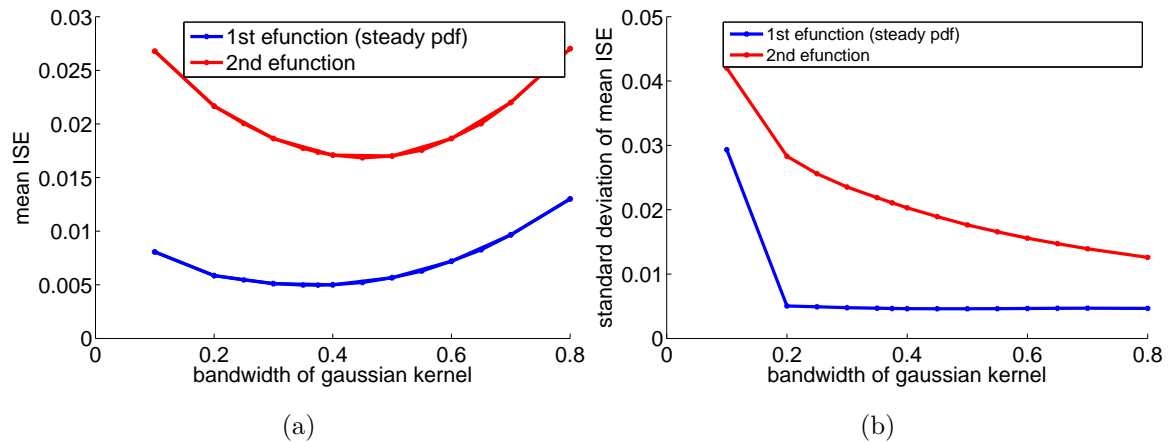 0.03
0.025
0.02
0.015
0.01
0.005
0
mean ISE
1st efunction (steady pdf)
2nd efunction
0 0.2 0.4 0.6 0.8
bandwidth of gaussian kernel
(a)
0.05
0.04
0.03
0.02
0.01
0
standard deviation of mean ISE
1st efunction (steady pdf)
2nd efunction
0 0.2 0.4 0.6 0.8
bandwidth of gaussian kernel
(b)